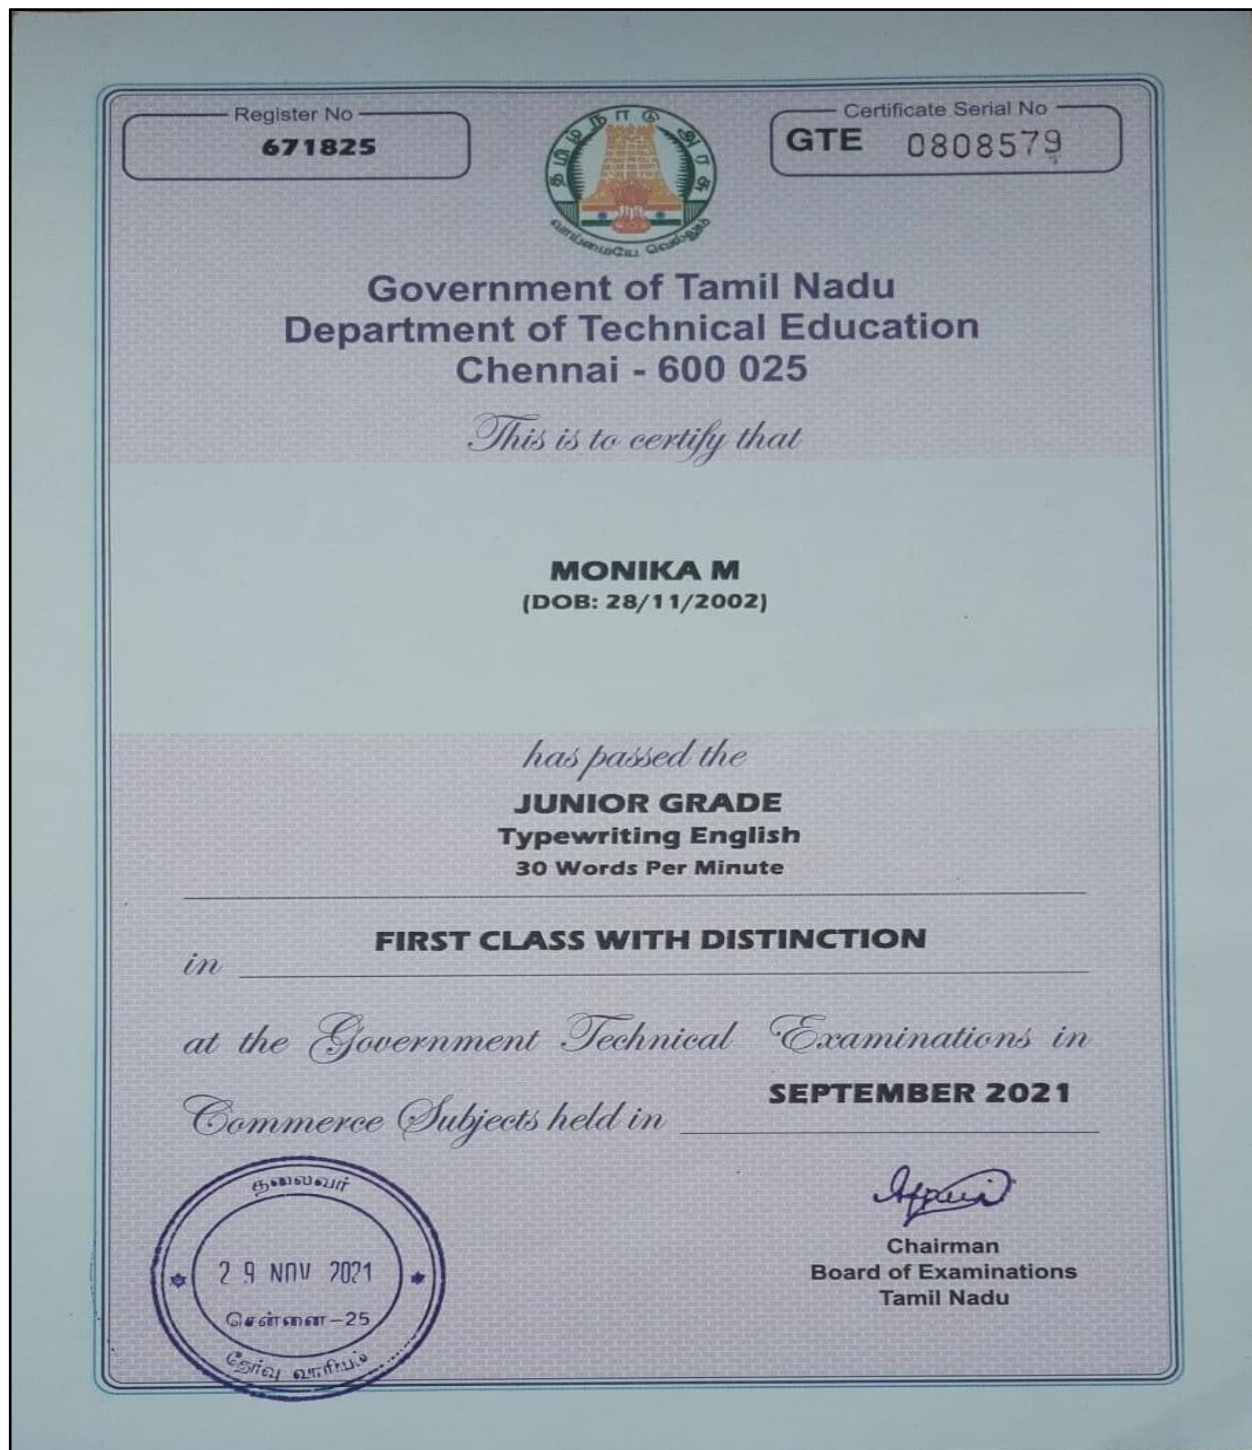 Register No
671825
தமிழ்நாடு அரசு
வாய்மையே வெல்லும்
Certificate Serial No
GTE 0808579
Government of Tamil Nadu
Department of Technical Education
Chennai - 600 025
This is to certify that
MONIKA M
(DOB: 28/11/2002)
has passed the
JUNIOR GRADE
Typewriting English
30 Words Per Minute
FIRST CLASS WITH DISTINCTION
in
at the Government Technical Examinations in
SEPTEMBER 2021
Commerce Subjects held in
தலைவர்
29 NOV 2021
சென்னை-25
தேர்வு வாரியம்
Chairman
Board of Examinations
Tamil Nadu